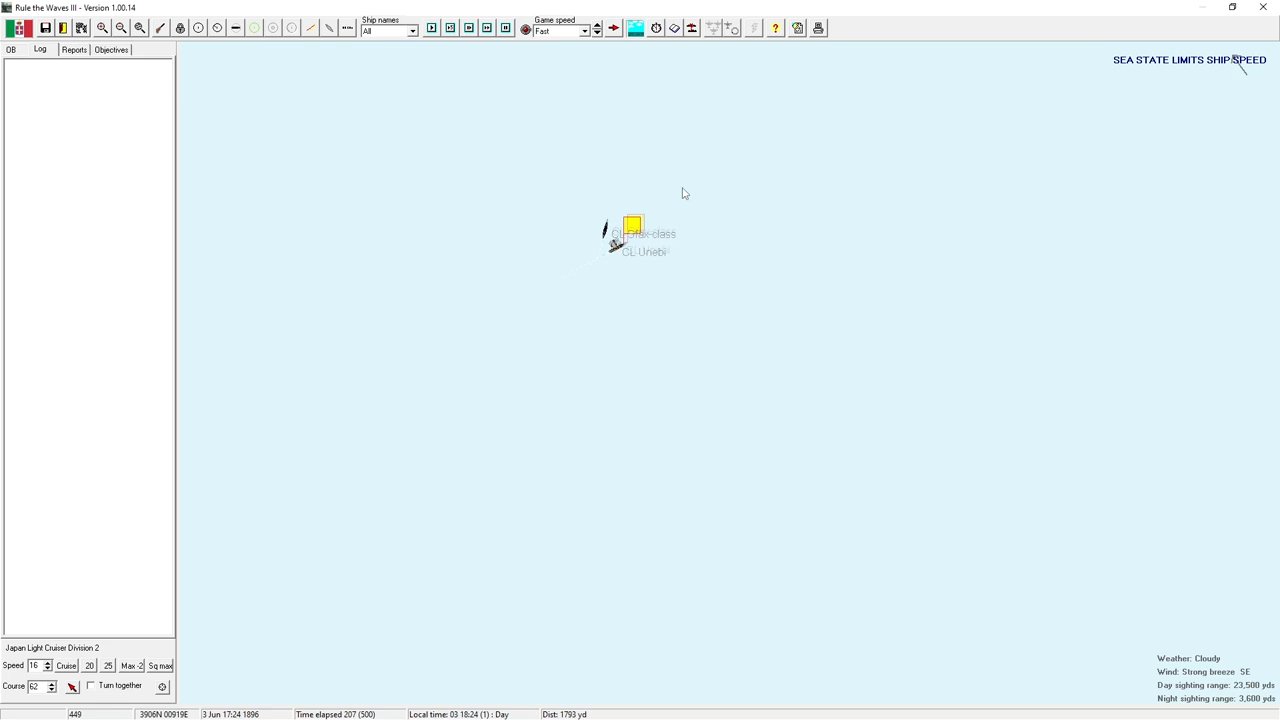 Rule the Waves III - Version 1.00.14
Ship names
All
Game speed
Fast
OB Log Reports Objectives
SEA STATE LIMITS SHIP SPEED
CL Unebi
Japan Light Cruiser Division 2
Speed 16 Cruise 20 25 Max -2 Sq max
Course 62 Turn together
Weather: Cloudy
Wind: Strong breeze SE
Day sighting range: 23,500 yds
Night sighting range: 3,600 yds
449 3906N 00919E 3 Jun 17:24 1896 Time elapsed 207 (500) Local time: 03 18:24 (1) : Day Dist: 1793 yd